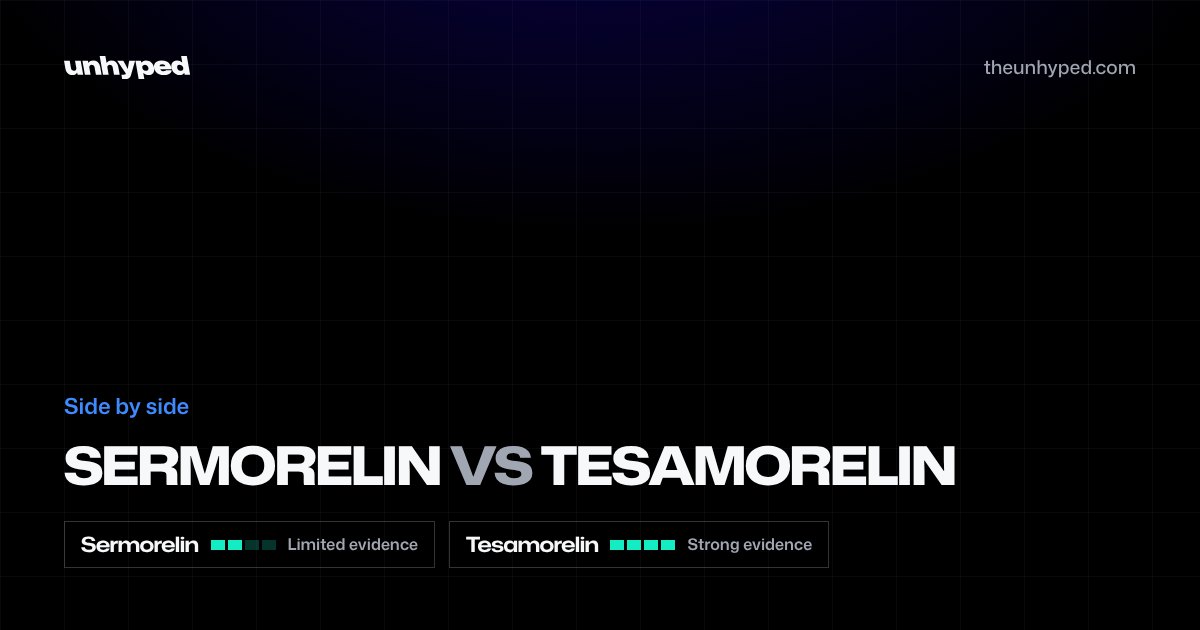 unhyped
theunhyped.com
Side by side
SERMORELIN VS TESAMORELIN
Sermorelin Limited evidence
Tesamorelin Strong evidence